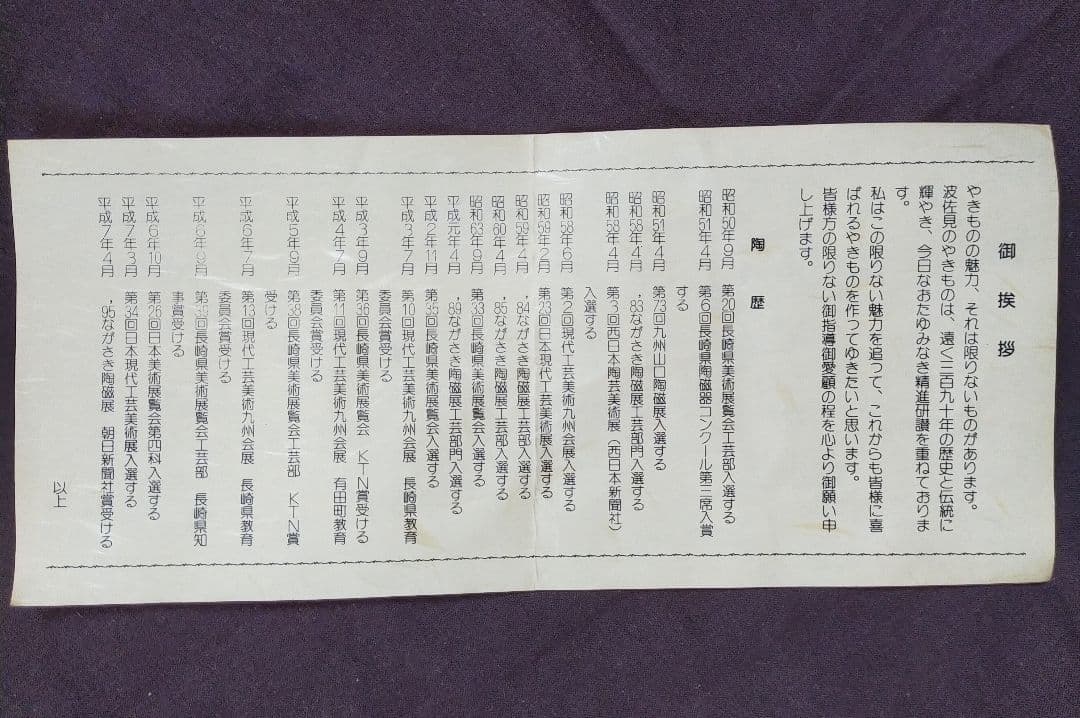 御挨拶
やきものの魅力、それは限りないものがあります。
波佐見のやきものは、遠く三百九十年の歴史と伝統に
輝やき、今日なおたゆみなき精進研讃を重ねておりま
す。
私はこの限りない魅力を追って、これからも皆様に喜
ばれるやきものを作ってゆきたいと思います。
皆様方の限りない御指導御愛顧の程を心より御願い申
し上げます。
陶歴
昭和50年9月 第20回長崎県美術展覧会工芸部入選する
昭和51年4月 第6回長崎県陶磁器コンクール第三席入賞
する
昭和51年4月 第73回九州山口陶磁展入選する
昭和58年4月 ,83ながさき陶磁展工芸部門入選する
昭和58年4月 第3回西日本陶芸美術展（西日本新聞社）
入選する
昭和58年6月 第2回現代工芸美術九州会展入選する
昭和59年2月 第23回日本現代工芸美術展入選する
昭和59年4月 ,84ながさき陶磁展工芸部入選する
昭和60年4月 ,85ながさき陶磁展工芸部入選する
昭和63年9月 第33回長崎県美術展覧会入選する
平成元年4月 ,89ながさき陶磁展工芸部門入選する
平成2年11月 第35回長崎県美術展覧会入選する
平成3年7月 第10回現代工芸美術九州会展 長崎県教育
委員会賞受ける
平成3年9月 第36回長崎県美術展覧会 KTN賞受ける
平成4年7月 第11回現代工芸美術九州会展 有田町教育
委員会賞受ける
平成5年9月 第38回長崎県美術展覧会工芸部 KTN賞
受ける
平成6年7月 第13回現代工芸美術九州会展 長崎県教育
委員会賞受ける
平成6年9月 第39回長崎県美術展覧会工芸部 長崎県知
事賞受ける
平成6年10月 第26回日本美術展覧会第四科入選する
平成7年3月 第34回日本現代工芸美術展入選する
平成7年4月 ,95ながさき陶磁展 朝日新聞社賞受ける
以上